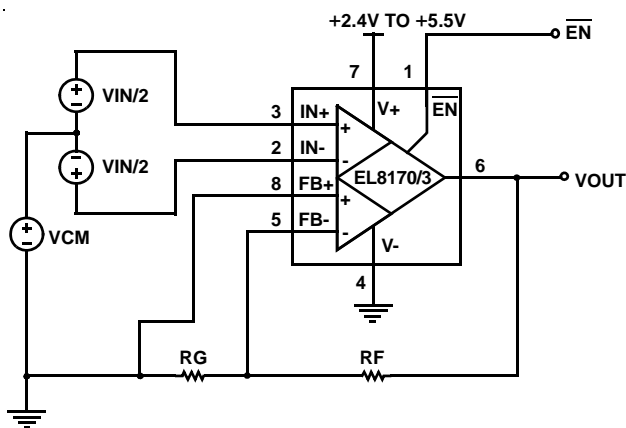 +2.4V TO +5.5V
EN
7
1
VIN/2
3
IN+
V+
EN
+
2
IN-
-
VIN/2
EL8170/3
6
VOUT
8
FB+
+
5
FB-
-
VCM
V-
4
RG
RF